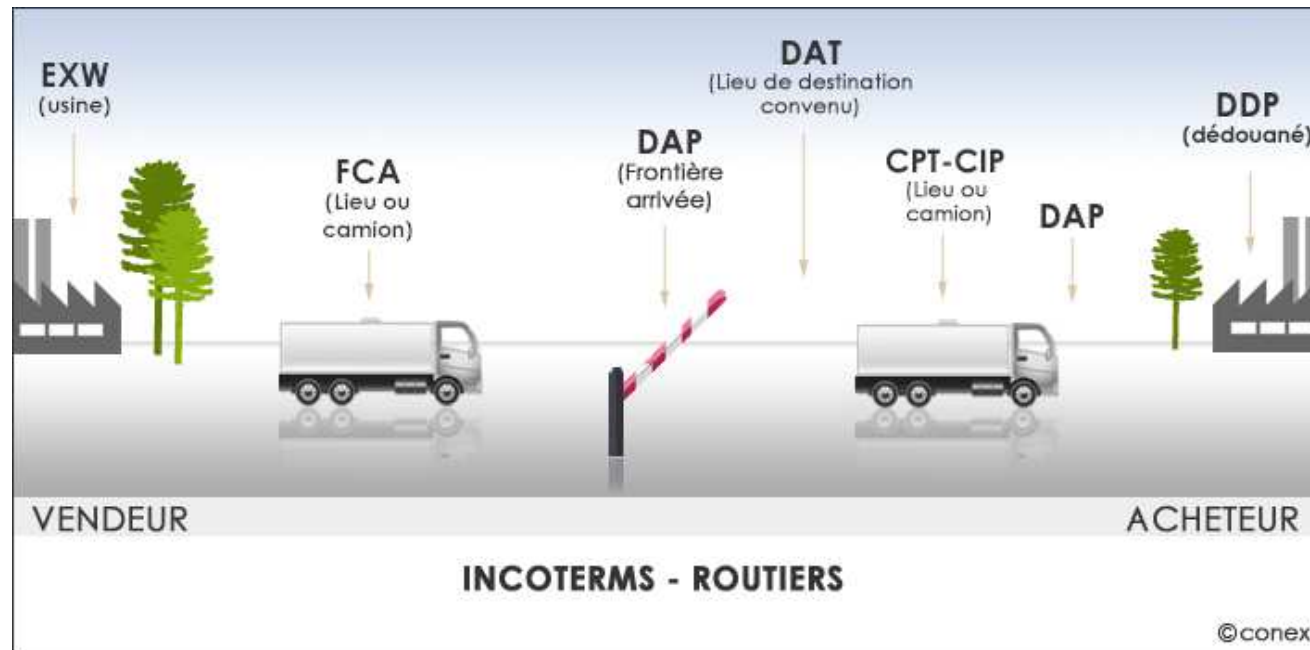 EXW
(usine)
FCA
(Lieu ou
camion)
DAP
(Frontière
arrivée)
DAT
(Lieu de destination
convenu)
CPT-CIP
(Lieu ou
camion)
DAP
DDP
(dédouané)
VENDEUR
ACHETEUR
INCOTERMS - ROUTIERS
©conex